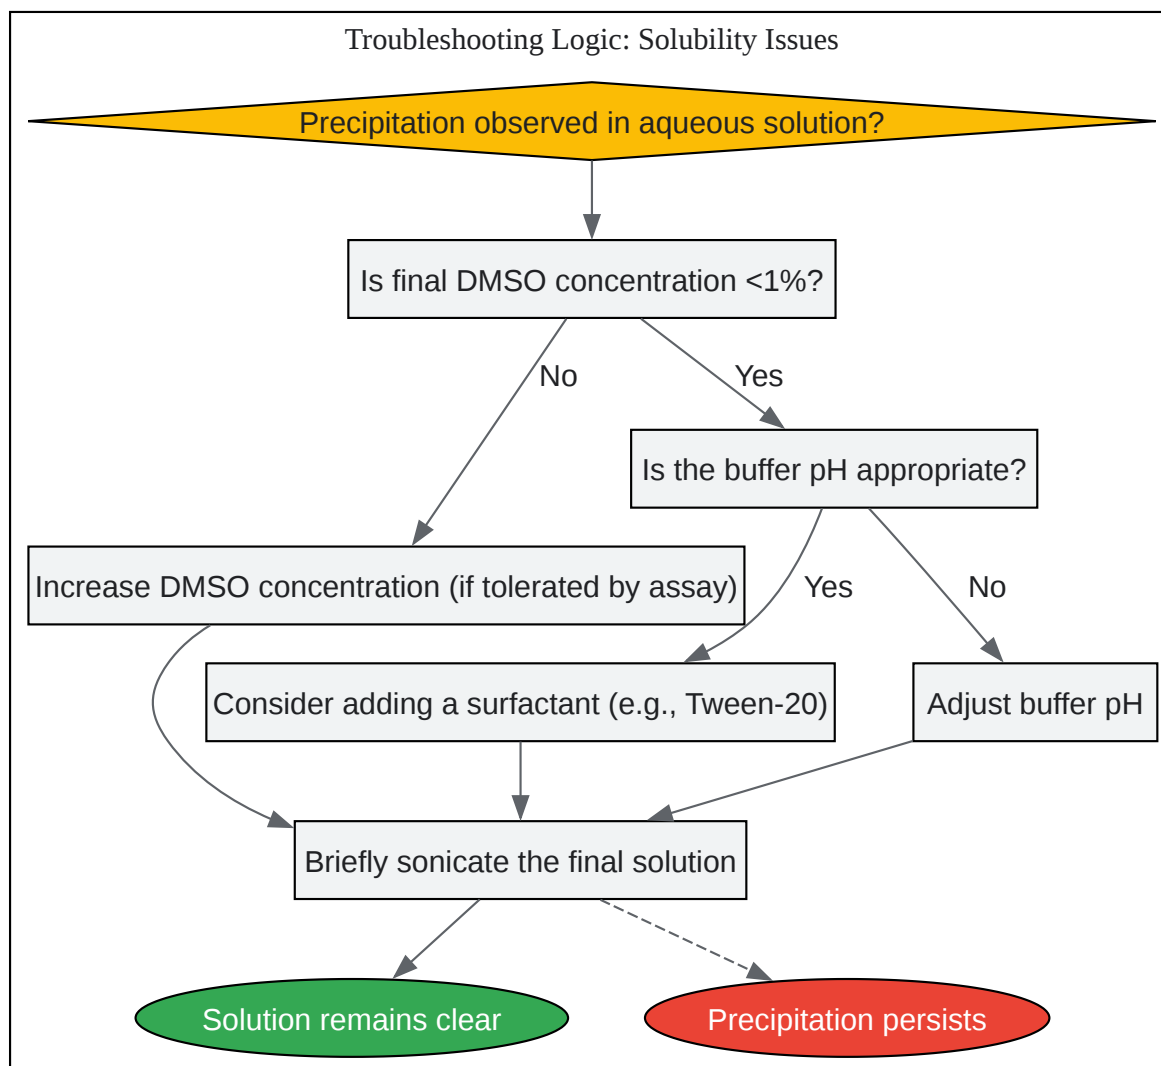 Troubleshooting Logic: Solubility Issues
Precipitation observed in aqueous solution?
Is final DMSO concentration <1%?
No
Yes
Is the buffer pH appropriate?
Increase DMSO concentration (if tolerated by assay)
Yes
No
Consider adding a surfactant (e.g., Tween-20)
Adjust buffer pH
Briefly sonicate the final solution
Solution remains clear
Precipitation persists